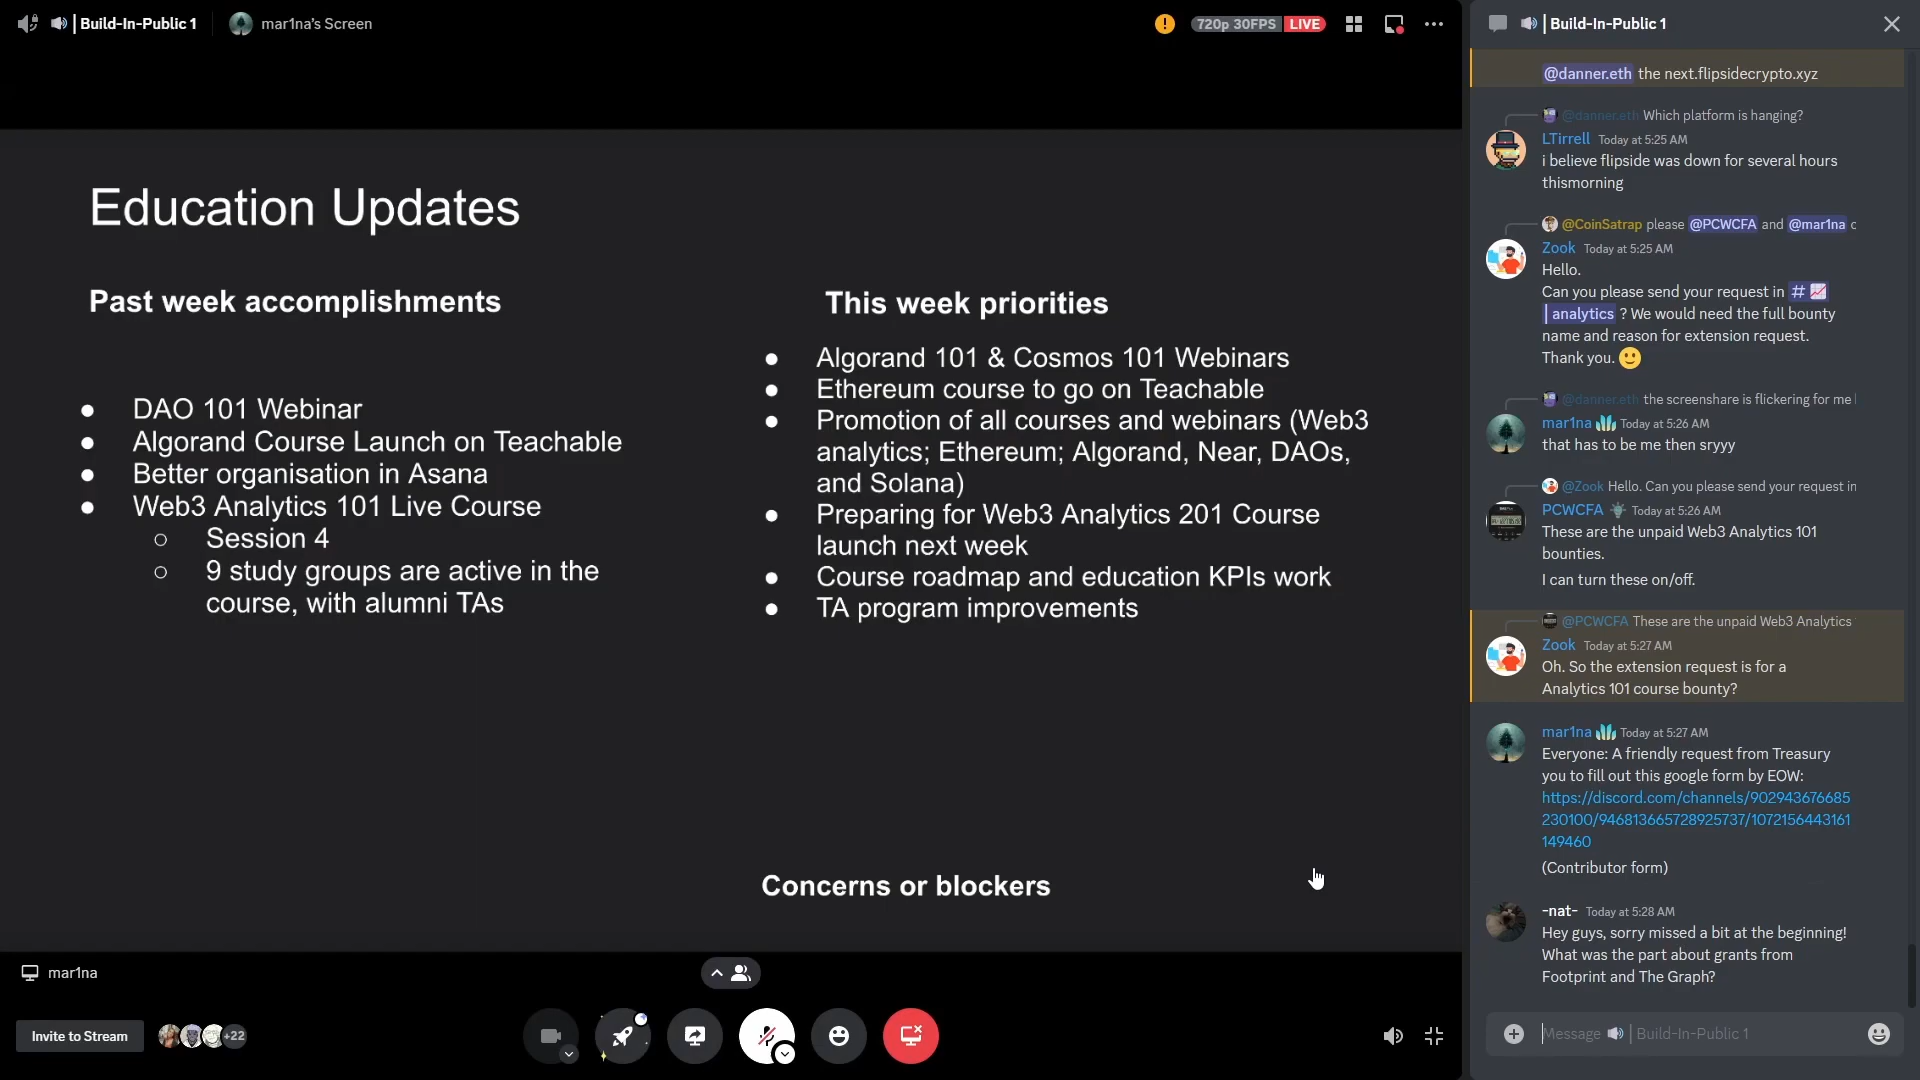 Build-In-Public 1
mar1na's Screen
720p 30FPS LIVE
Education Updates
Past week accomplishments
DAO 101 Webinar
Algorand Course Launch on Teachable
Better organisation in Asana
Web3 Analytics 101 Live Course
Session 4
9 study groups are active in the
course, with alumni TAs
This week priorities
Algorand 101 & Cosmos 101 Webinars
Ethereum course to go on Teachable
Promotion of all courses and webinars (Web3
analytics; Ethereum; Algorand, Near, DAOs,
and Solana)
Preparing for Web3 Analytics 201 Course
launch next week
Course roadmap and education KPIs work
TA program improvements
Concerns or blockers
mar1na
Invite to Stream
+22
Build-In-Public 1
@danner.eth the next.flipsidecrypto.xyz
@danner.eth Which platform is hanging?
LTirrell Today at 5:25 AM
i believe flipside was down for several hours
thismorning
@CoinSatrap please @PCWCFA and @mar1na c
Zook Today at 5:25 AM
Hello.
Can you please send your request in #
analytics ? We would need the full bounty
name and reason for extension request.
Thank you.
@danner.eth the screenshare is flickering for me
mar1na Today at 5:26 AM
that has to be me then sryyy
@Zook Hello. Can you please send your request in
PCWCFA Today at 5:26 AM
These are the unpaid Web3 Analytics 101
bounties.
I can turn these on/off.
@PCWCFA These are the unpaid Web3 Analytics
Zook Today at 5:27 AM
Oh. So the extension request is for a
Analytics 101 course bounty?
mar1na Today at 5:27 AM
Everyone: A friendly request from Treasury
you to fill out this google form by EOW:
https://discord.com/channels/902943676685
230100/946813665728925737/1072156443161
149460
(Contributor form)
-nat- Today at 5:28 AM
Hey guys, sorry missed a bit at the beginning!
What was the part about grants from
Footprint and The Graph?
Message | Build-In-Public 1